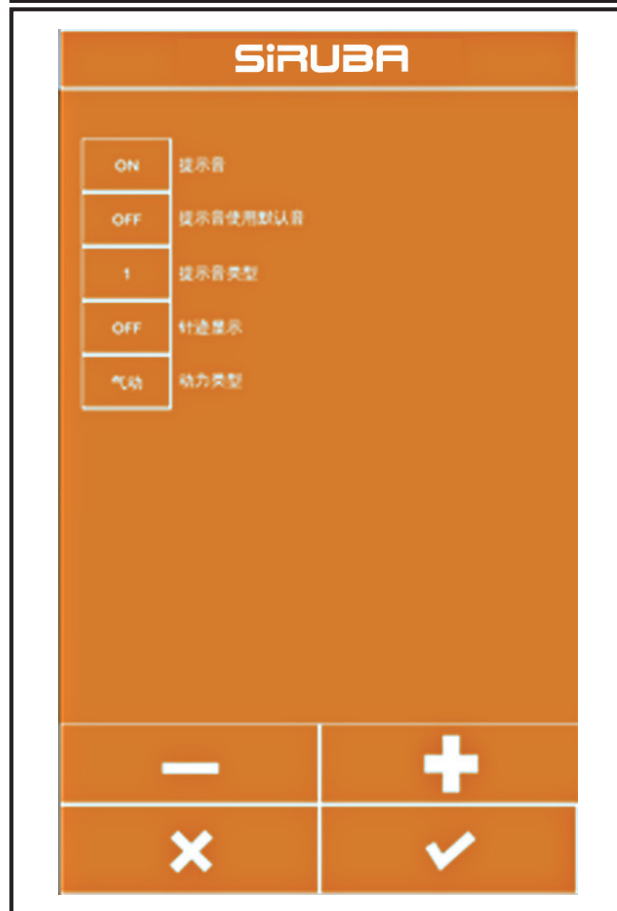 SiRUBA
ON 提示音
OFF 提示音使用默认音
1 提示音类型
OFF 针迹显示
气动 动力类型